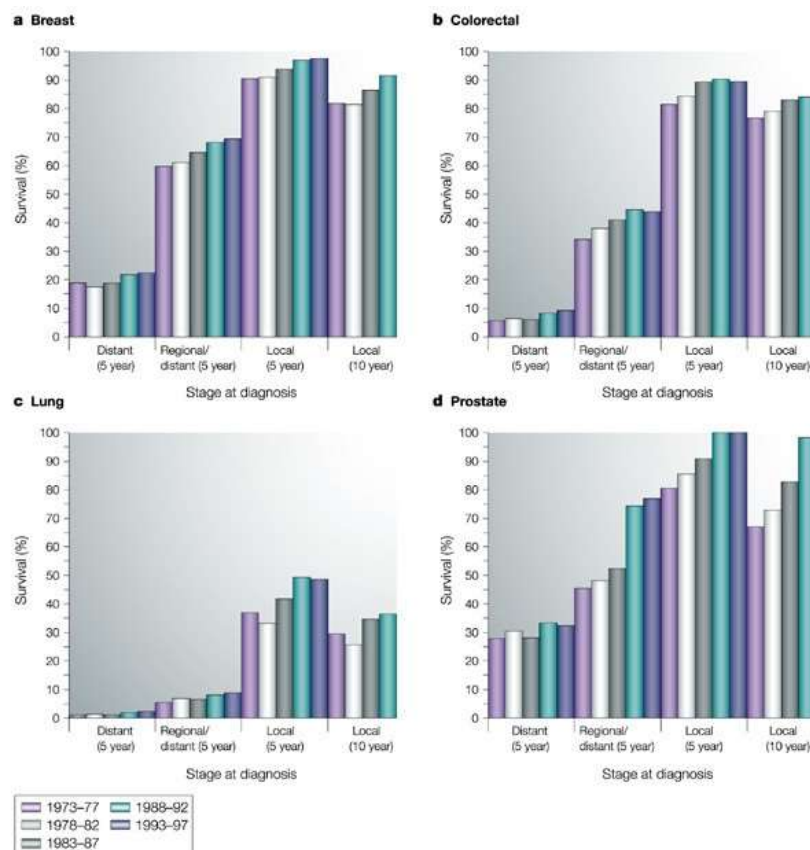 a Breast
100
90
80
70
60
50
40
30
20
10
0
Survival (%)
Distant
(5 year)
Regional/
distant (5 year)
Local
(5 year)
Local
(10 year)
Stage at diagnosis
b Colorectal
100
90
80
70
60
50
40
30
20
10
0
Survival (%)
Distant
(5 year)
Regional/
distant (5 year)
Local
(5 year)
Local
(10 year)
Stage at diagnosis
c Lung
100
90
80
70
60
50
40
30
20
10
0
Survival (%)
Distant
(5 year)
Regional/
distant (5 year)
Local
(5 year)
Local
(10 year)
Stage at diagnosis
d Prostate
100
90
80
70
60
50
40
30
20
10
0
Survival (%)
Distant
(5 year)
Regional/
distant (5 year)
Local
(5 year)
Local
(10 year)
Stage at diagnosis
1973–77
1978–82
1983–87
1988–92
1993–97